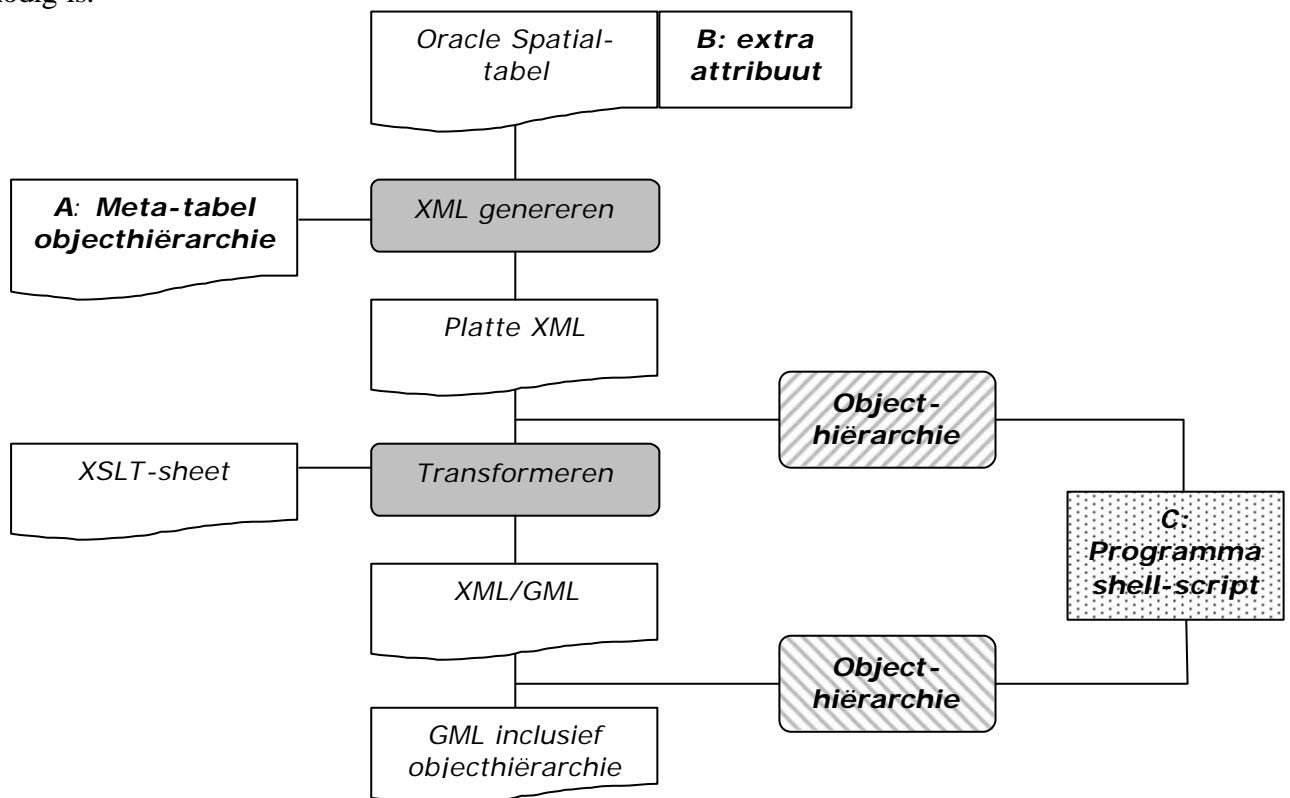 nodig is.
Oracle Spatial-
tabel
B: extra
attribuut
A: Meta-tabel
objecthiërarchie
XML genereren
Platte XML
Object-
hiërarchie
XSLT-sheet
Transformeren
C:
Programma
shell-script
XML/GML
Object-
hiërarchie
GML inclusief
objecthiërarchie